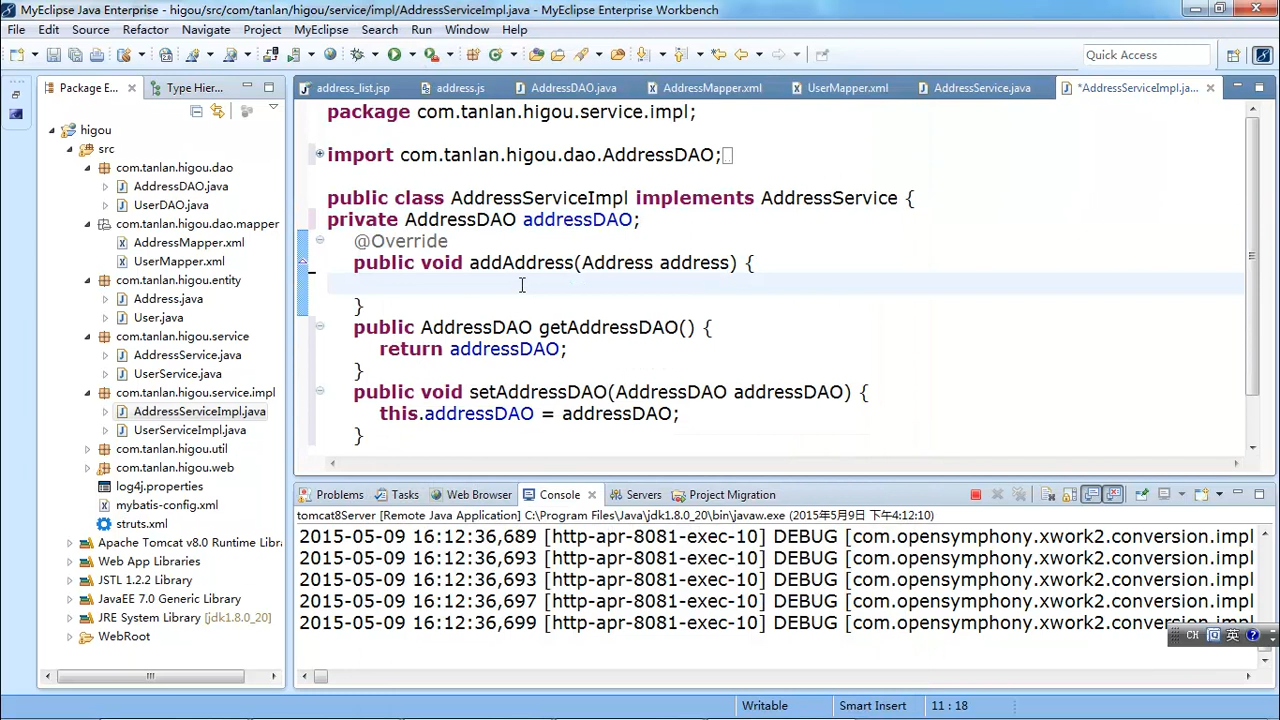 MyEclipse Java Enterprise - higou/src/com/tanlan/higou/service/impl/AddressServiceImpl.java - MyEclipse Enterprise Workbench
File Edit Source Refactor Navigate Project MyEclipse Search Run Window Help
Quick Access
Package E... Type Hier...
address_list.jsp address.js AddressDAO.java AddressMapper.xml UserMapper.xml AddressService.java *AddressServiceImpl.ja...
higou
src
com.tanlan.higou.dao
AddressDAO.java
UserDAO.java
com.tanlan.higou.dao.mapper
AddressMapper.xml
UserMapper.xml
com.tanlan.higou.entity
Address.java
User.java
com.tanlan.higou.service
AddressService.java
UserService.java
com.tanlan.higou.service.impl
AddressServiceImpl.java
UserServiceImpl.java
com.tanlan.higou.util
com.tanlan.higou.web
log4j.properties
mybatis-config.xml
struts.xml
Apache Tomcat v8.0 Runtime Libra
Web App Libraries
JSTL 1.2.2 Library
JavaEE 7.0 Generic Library
JRE System Library [jdk1.8.0_20]
WebRoot
package com.tanlan.higou.service.impl;
import com.tanlan.higou.dao.AddressDAO;
public class AddressServiceImpl implements AddressService {
private AddressDAO addressDAO;
@Override
public void addAddress(Address address) {
}
public AddressDAO getAddressDAO() {
return addressDAO;
}
public void setAddressDAO(AddressDAO addressDAO) {
this.addressDAO = addressDAO;
}
Problems Tasks Web Browser Console Servers Project Migration
tomcat8Server [Remote Java Application] C:\Program Files\Java\jdk1.8.0_20\bin\javaw.exe (2015年5月9日 下午4:12:10)
2015-05-09 16:12:36,689 [http-apr-8081-exec-10] DEBUG [com.opensymphony.xwork2.conversion.impl
2015-05-09 16:12:36,693 [http-apr-8081-exec-10] DEBUG [com.opensymphony.xwork2.conversion.impl
2015-05-09 16:12:36,693 [http-apr-8081-exec-10] DEBUG [com.opensymphony.xwork2.conversion.impl
2015-05-09 16:12:36,697 [http-apr-8081-exec-10] DEBUG [com.opensymphony.xwork2.conversion.impl
2015-05-09 16:12:36,699 [http-apr-8081-exec-10] DEBUG [com.opensymphony.xwork2.conversion.impl
CH 英
Writable Smart Insert 11 : 18